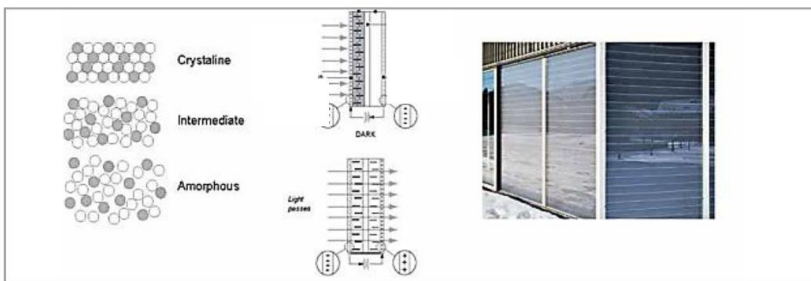 Crystaline
Intermediate
Amorphous
DARK
Light
passes